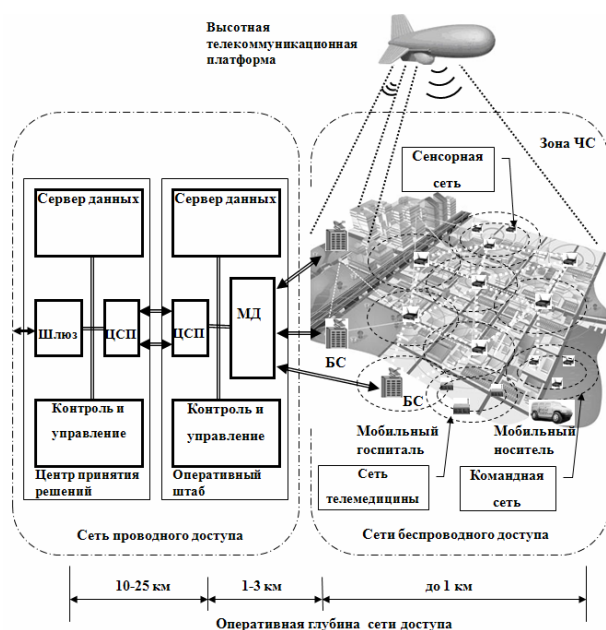 Высотная
телекоммуникационная
платформа
Зона ЧС
Сенсорная
сеть
Сервер данных
Сервер данных
МД
Шлюз
ЦСП
ЦСП
БС
БС
Контроль и
управление
Контроль и
управление
Центр принятия
решений
Оперативный
штаб
Мобильный
госпиталь
Мобильный
носитель
Сеть
телемедицины
Командная
сеть
Сеть проводного доступа
Сети беспроводного доступа
10-25 км
1-3 км
до 1 км
Оперативная глубина сети доступа